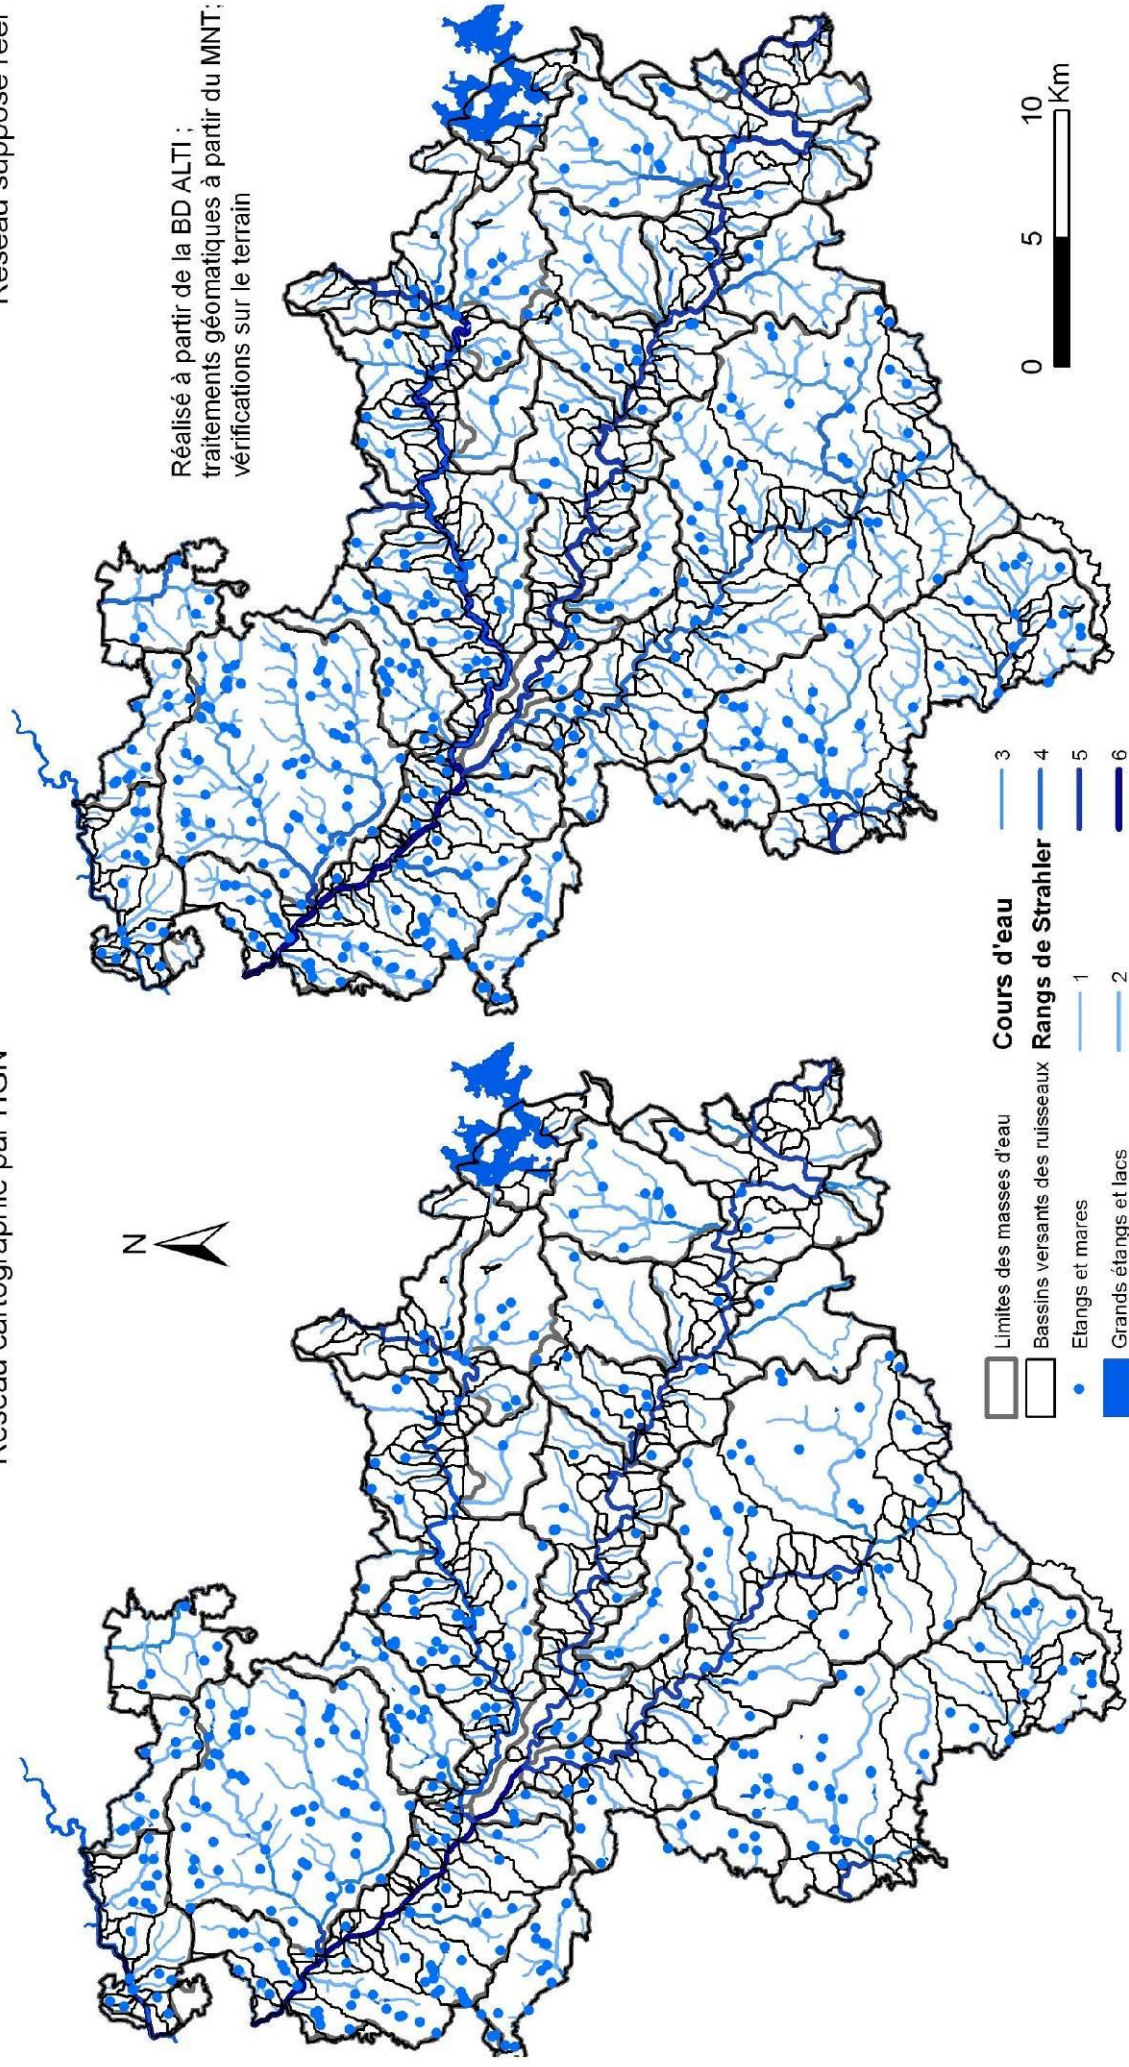 Réseau cartographié par l'IGN
Réseau supposé réel
N
Réalisé à partir de la BD ALTI ;
traitements géomatiques à partir du MNT;
vérifications sur le terrain
0 5 10
Km
Limites des masses d'eau
Bassins versants des ruisseaux
Etangs et mares
Grands étangs et lacs
Cours d'eau
Rangs de Strahler
1
2
3
4
5
6